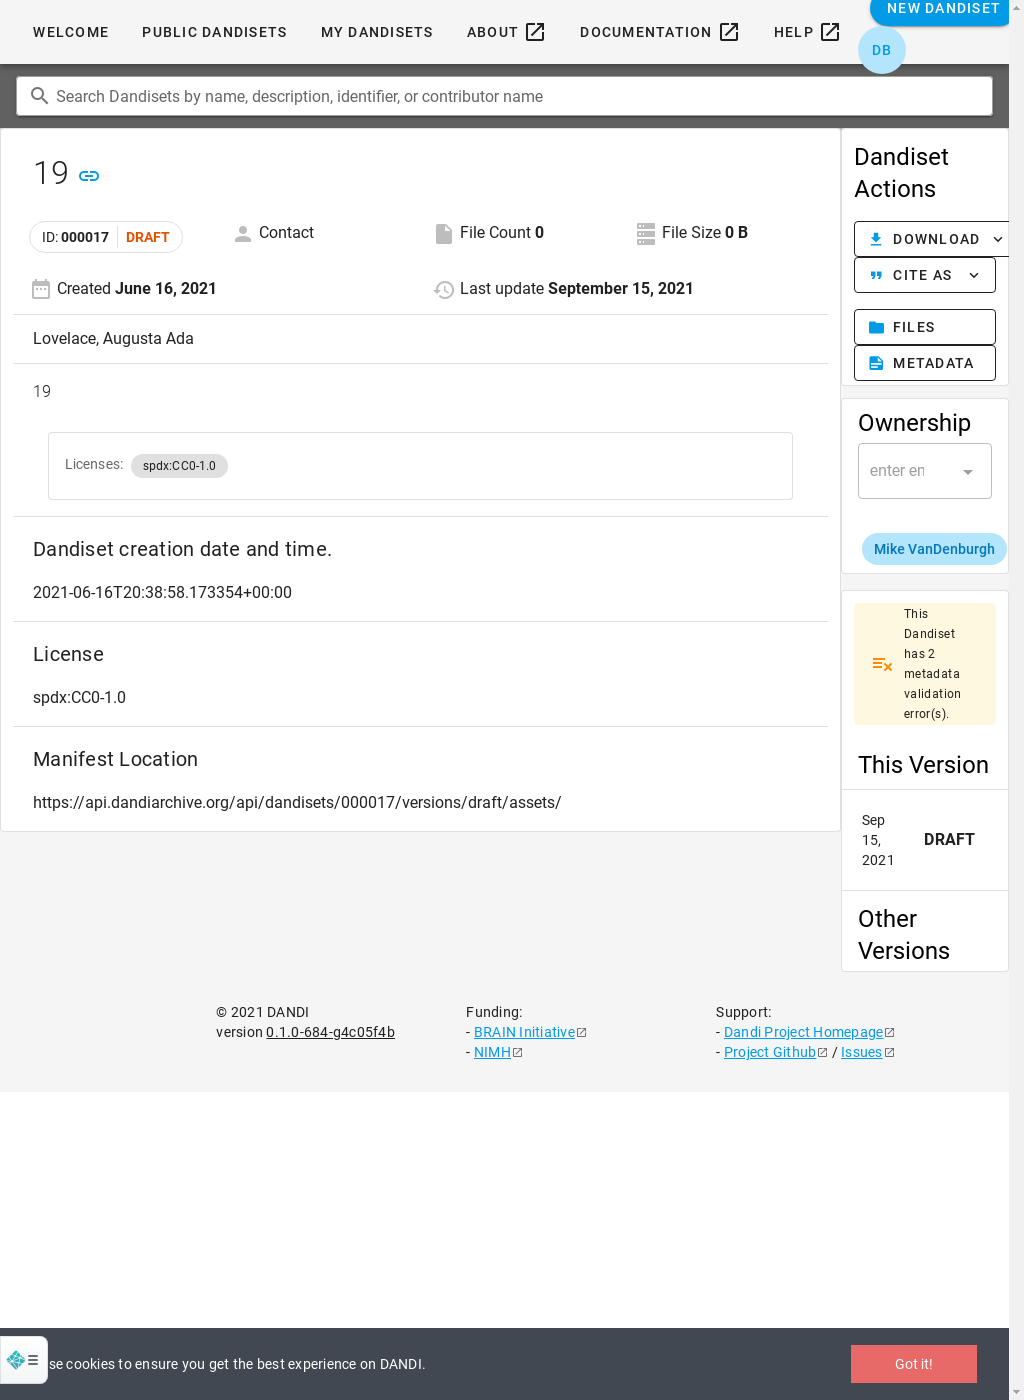 WELCOME PUBLIC DANDISETS MY DANDISETS ABOUT DOCUMENTATION HELP NEW DANDISET
DB
Search Dandisets by name, description, identifier, or contributor name
19
ID: 000017 DRAFT
Contact
File Count 0
File Size 0 B
Created June 16, 2021
Last update September 15, 2021
Lovelace, Augusta Ada
19
Licenses: spdx:CC0-1.0
Dandiset creation date and time.
2021-06-16T20:38:58.173354+00:00
License
spdx:CC0-1.0
Manifest Location
https://api.dandiarchive.org/api/dandisets/000017/versions/draft/assets/
Dandiset
Actions
DOWNLOAD
CITE AS
FILES
METADATA
Ownership
enter en
Mike VanDenburgh
This
Dandiset
has 2
metadata
validation
error(s).
This Version
Sep
15,
2021
DRAFT
Other
Versions
© 2021 DANDI
version 0.1.0-684-g4c05f4b
Funding:
- BRAIN Initiative
- NIMH
Support:
- Dandi Project Homepage
- Project Github / Issues
se cookies to ensure you get the best experience on DANDI.
Got it!